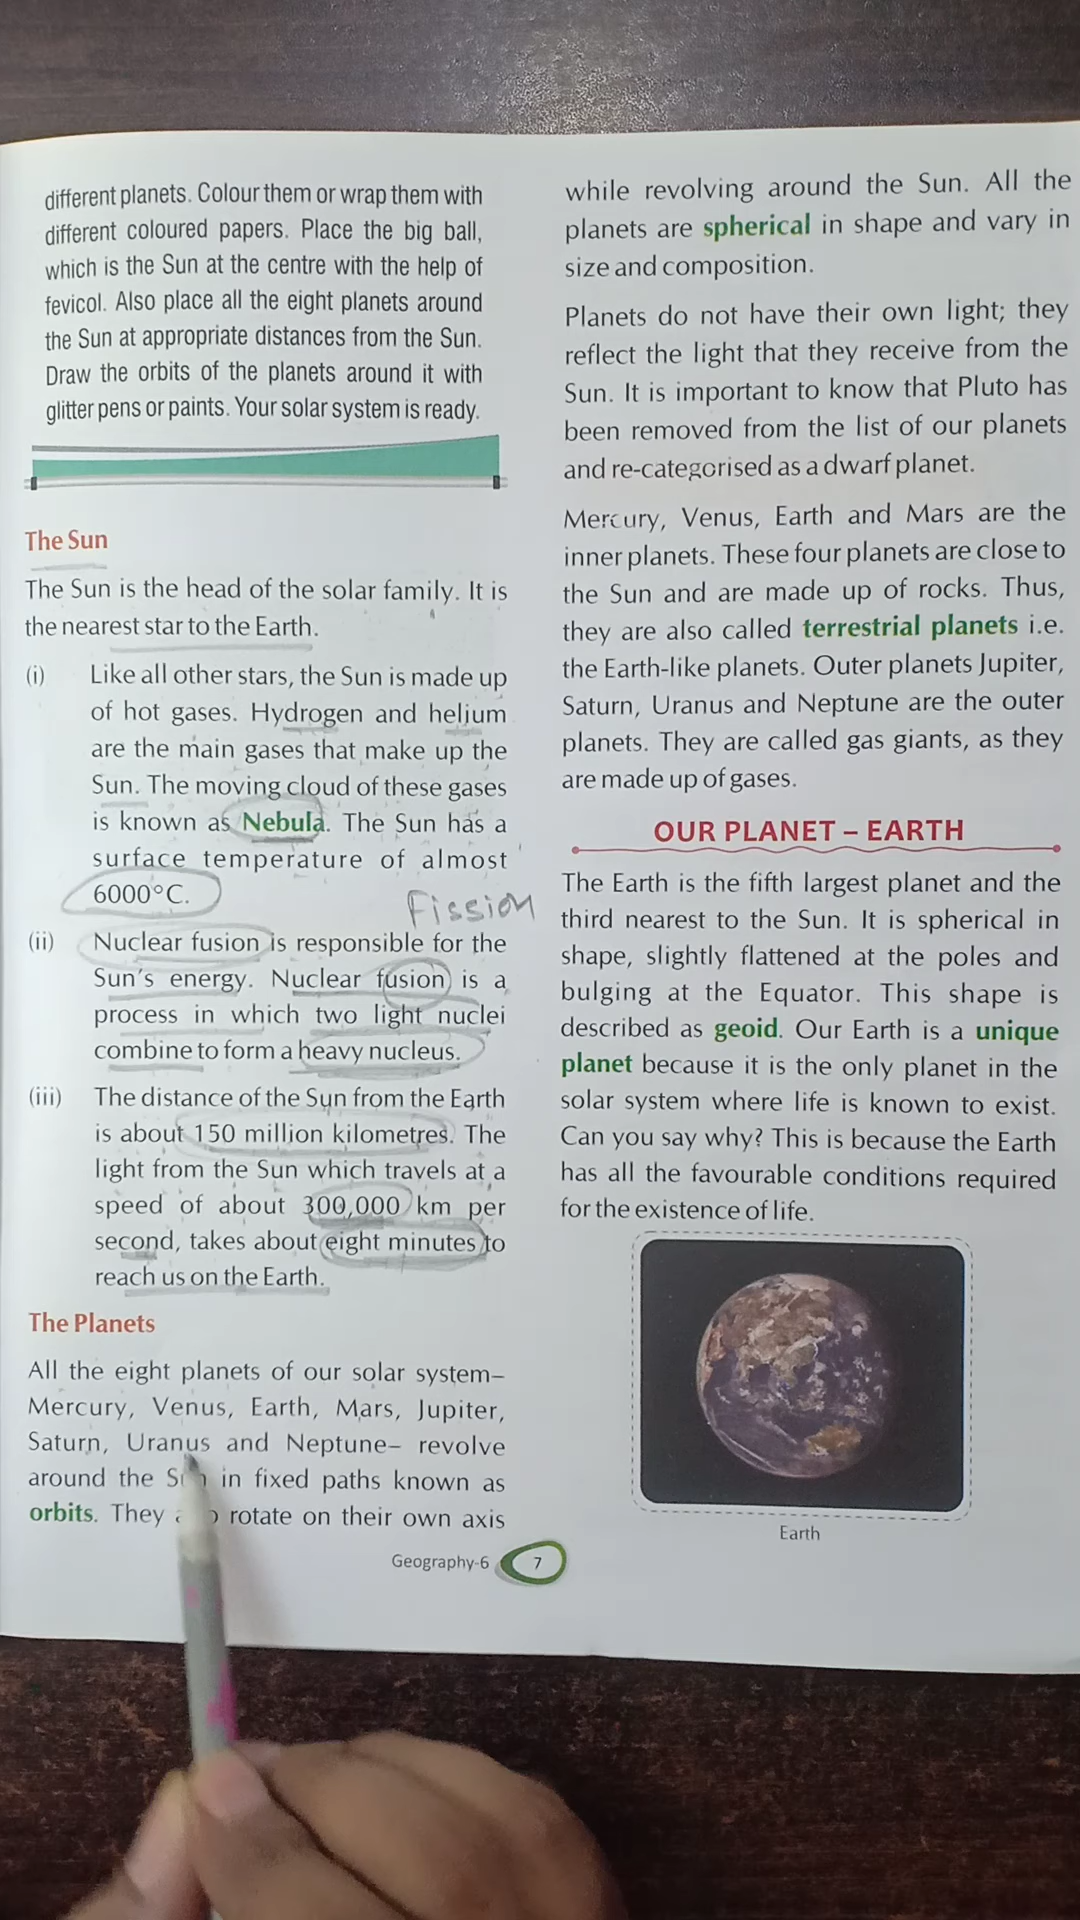 different planets. Colour them or wrap them with
different coloured papers. Place the big ball,
which is the Sun at the centre with the help of
fevicol. Also place all the eight planets around
the Sun at appropriate distances from the Sun.
Draw the orbits of the planets around it with
glitter pens or paints. Your solar system is ready.
The Sun
The Sun is the head of the solar family. It is
the nearest star to the Earth.
(i) Like all other stars, the Sun is made up
of hot gases. Hydrogen and helium
are the main gases that make up the
Sun. The moving cloud of these gases
is known as Nebula. The Sun has a
surface temperature of almost
6000°C.
Fission
(ii) Nuclear fusion is responsible for the
Sun's energy. Nuclear fusion is a
process in which two light nuclei
combine to form a heavy nucleus.
(iii) The distance of the Sun from the Earth
is about 150 million kilometres. The
light from the Sun which travels at a
speed of about 300,000 km per
second, takes about eight minutes to
reach us on the Earth.
The Planets
All the eight planets of our solar system–
Mercury, Venus, Earth, Mars, Jupiter,
Saturn, Uranus and Neptune– revolve
around the in fixed paths known as
orbits. They rotate on their own axis
while revolving around the Sun. All the
planets are spherical in shape and vary in
size and composition.
Planets do not have their own light; they
reflect the light that they receive from the
Sun. It is important to know that Pluto has
been removed from the list of our planets
and re-categorised as a dwarf planet.
Mercury, Venus, Earth and Mars are the
inner planets. These four planets are close to
the Sun and are made up of rocks. Thus,
they are also called terrestrial planets i.e.
the Earth-like planets. Outer planets Jupiter,
Saturn, Uranus and Neptune are the outer
planets. They are called gas giants, as they
are made up of gases.
OUR PLANET – EARTH
The Earth is the fifth largest planet and the
third nearest to the Sun. It is spherical in
shape, slightly flattened at the poles and
bulging at the Equator. This shape is
described as geoid. Our Earth is a unique
planet because it is the only planet in the
solar system where life is known to exist.
Can you say why? This is because the Earth
has all the favourable conditions required
for the existence of life.
Earth
Geography-6 7